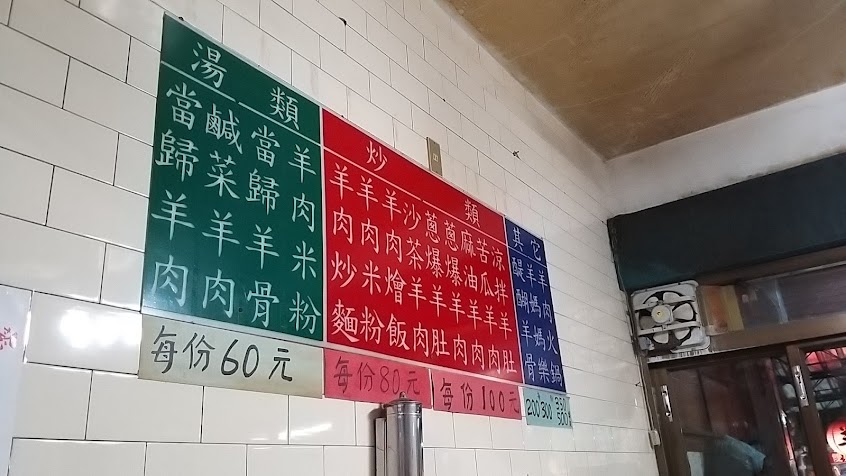 湯類
當歸羊肉
鹹菜羊肉
當歸羊骨
羊肉米粉
每份60元
炒類
羊肉炒麵
羊肉米粉
羊肉燴飯
沙茶羊肉
蔥爆羊肚
蔥爆羊肉
麻油羊肉
苦瓜羊肉
涼拌羊肚
每份80元
每份100元
其它
醍醐羊骨
羊媽媽樂
羊肉火鍋
200
300